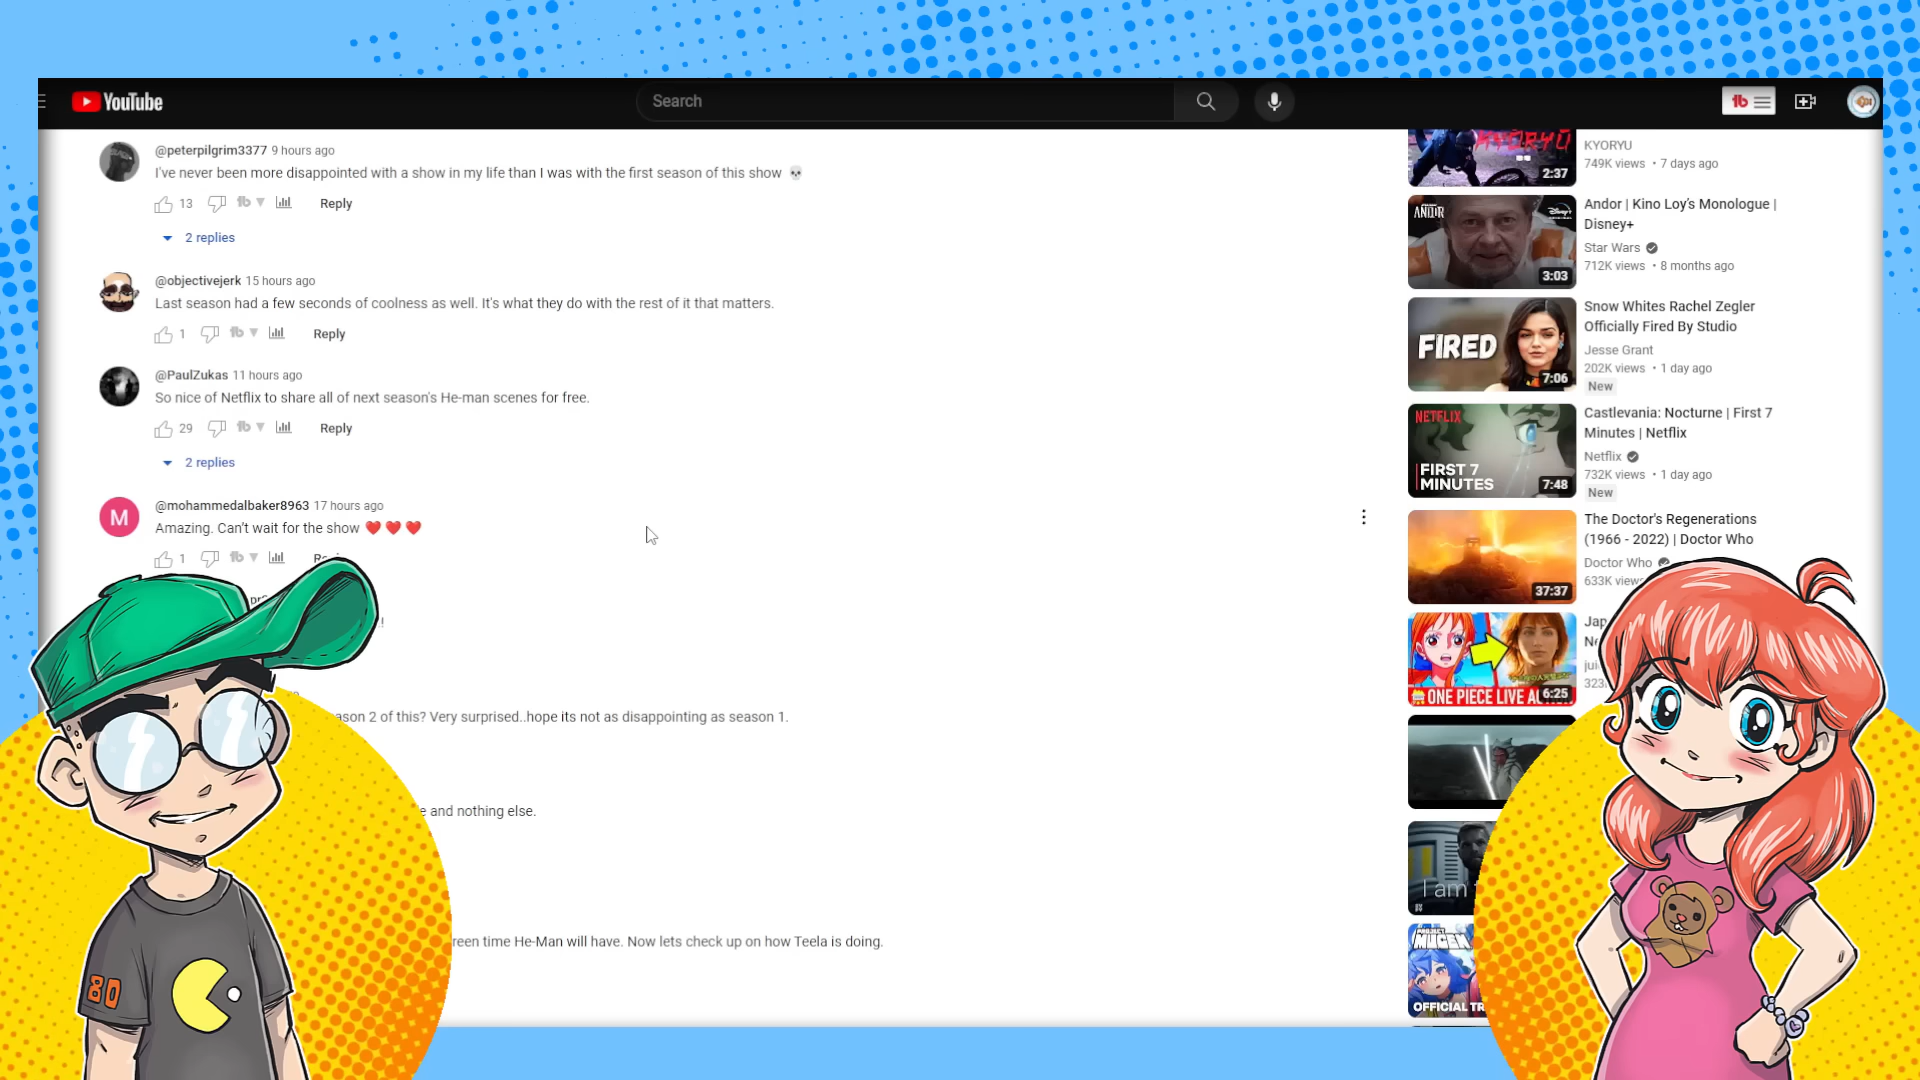 YouTube
Search
@peterpilgrim3377 9 hours ago
I've never been more disappointed with a show in my life than I was with the first season of this show
13
Reply
2 replies
@objectivejerk 15 hours ago
Last season had a few seconds of coolness as well. It's what they do with the rest of it that matters.
1
Reply
@PaulZukas 11 hours ago
So nice of Netflix to share all of next season's He-man scenes for free.
29
Reply
2 replies
M
@mohammedalbaker8963 17 hours ago
Amazing. Can't wait for the show
1
season 2 of this? Very surprised..hope its not as disappointing as season 1.
and nothing else.
time He-Man will have. Now lets check up on how Teela is doing.
80
KYORYU
2:37
KYORYU
749K views • 7 days ago
ANDOR
Disney+
3:03
Andor | Kino Loy's Monologue |
Disney+
Star Wars
712K views • 8 months ago
FIRED
7:06
Snow Whites Rachel Zegler
Officially Fired By Studio
Jesse Grant
202K views • 1 day ago
New
NETFLIX
FIRST 7
MINUTES
7:48
Castlevania: Nocturne | First 7
Minutes | Netflix
Netflix
732K views • 1 day ago
New
37:37
The Doctor's Regenerations
(1966 - 2022) | Doctor Who
Doctor Who
633K
ONE PIECE LIVE
6:25
I am
MUGEN
OFFICIAL